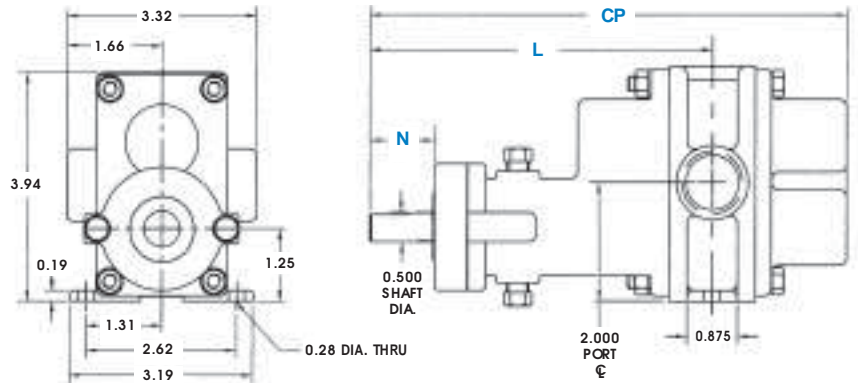 3.32
1.66
3.94
0.19
1.25
1.31
2.62
3.19
0.28 DIA. THRU
CP
L
N
0.500
SHAFT
DIA.
2.000
PORT
℄
0.875